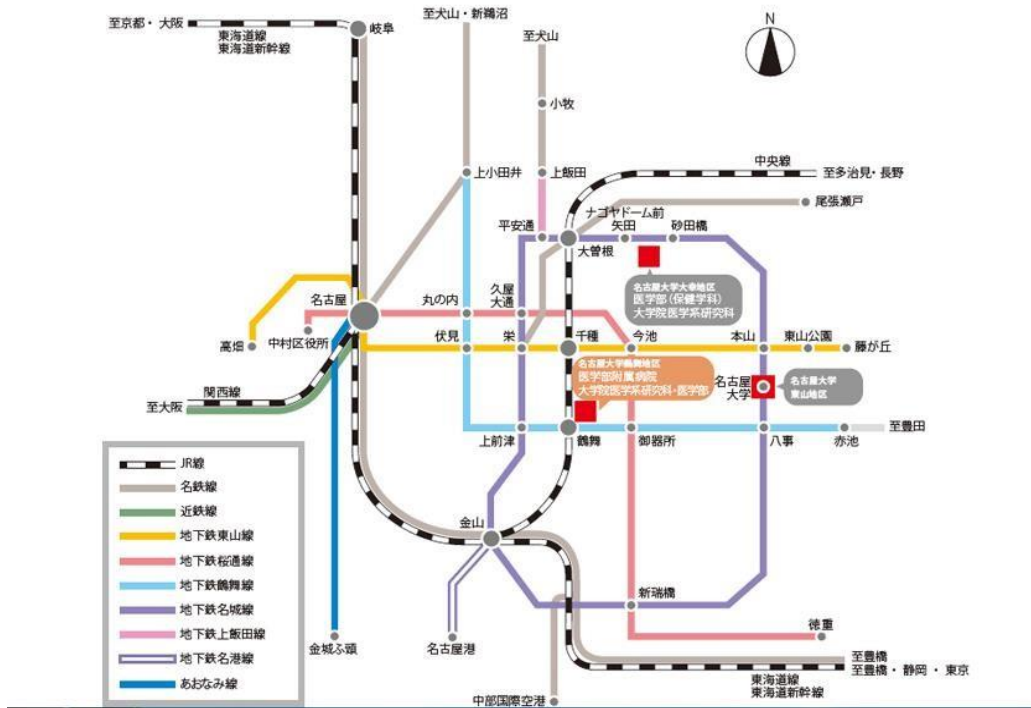 至京都・大阪
東海道線
東海道新幹線
岐阜
至犬山・新鵜沼
至犬山
N
小牧
上小田井
上飯田
中央線
至多治見・長野
尾張瀬戸
ナゴヤドーム前
矢田
砂田橋
平安通
大曽根
名古屋大学大幸地区
医学部(保健学科)
大学院医学系研究科
名古屋
丸の内
久屋
大通
高畑
中村区役所
伏見
栄
千種
今池
本山
東山公園
藤が丘
名古屋大学鶴舞地区
医学部附属病院
大学院医学系研究科・医学部
名古屋
大学
名古屋大学
東山地区
関西線
至大阪
上前津
鶴舞
御器所
八事
赤池
至豊田
JR線
名鉄線
近鉄線
地下鉄東山線
地下鉄桜通線
地下鉄鶴舞線
地下鉄名城線
地下鉄上飯田線
地下鉄名港線
あおなみ線
金山
新瑞橋
徳重
金城ふ頭
名古屋港
中部国際空港
至豊橋
至豊橋・静岡・東京
東海道線
東海道新幹線